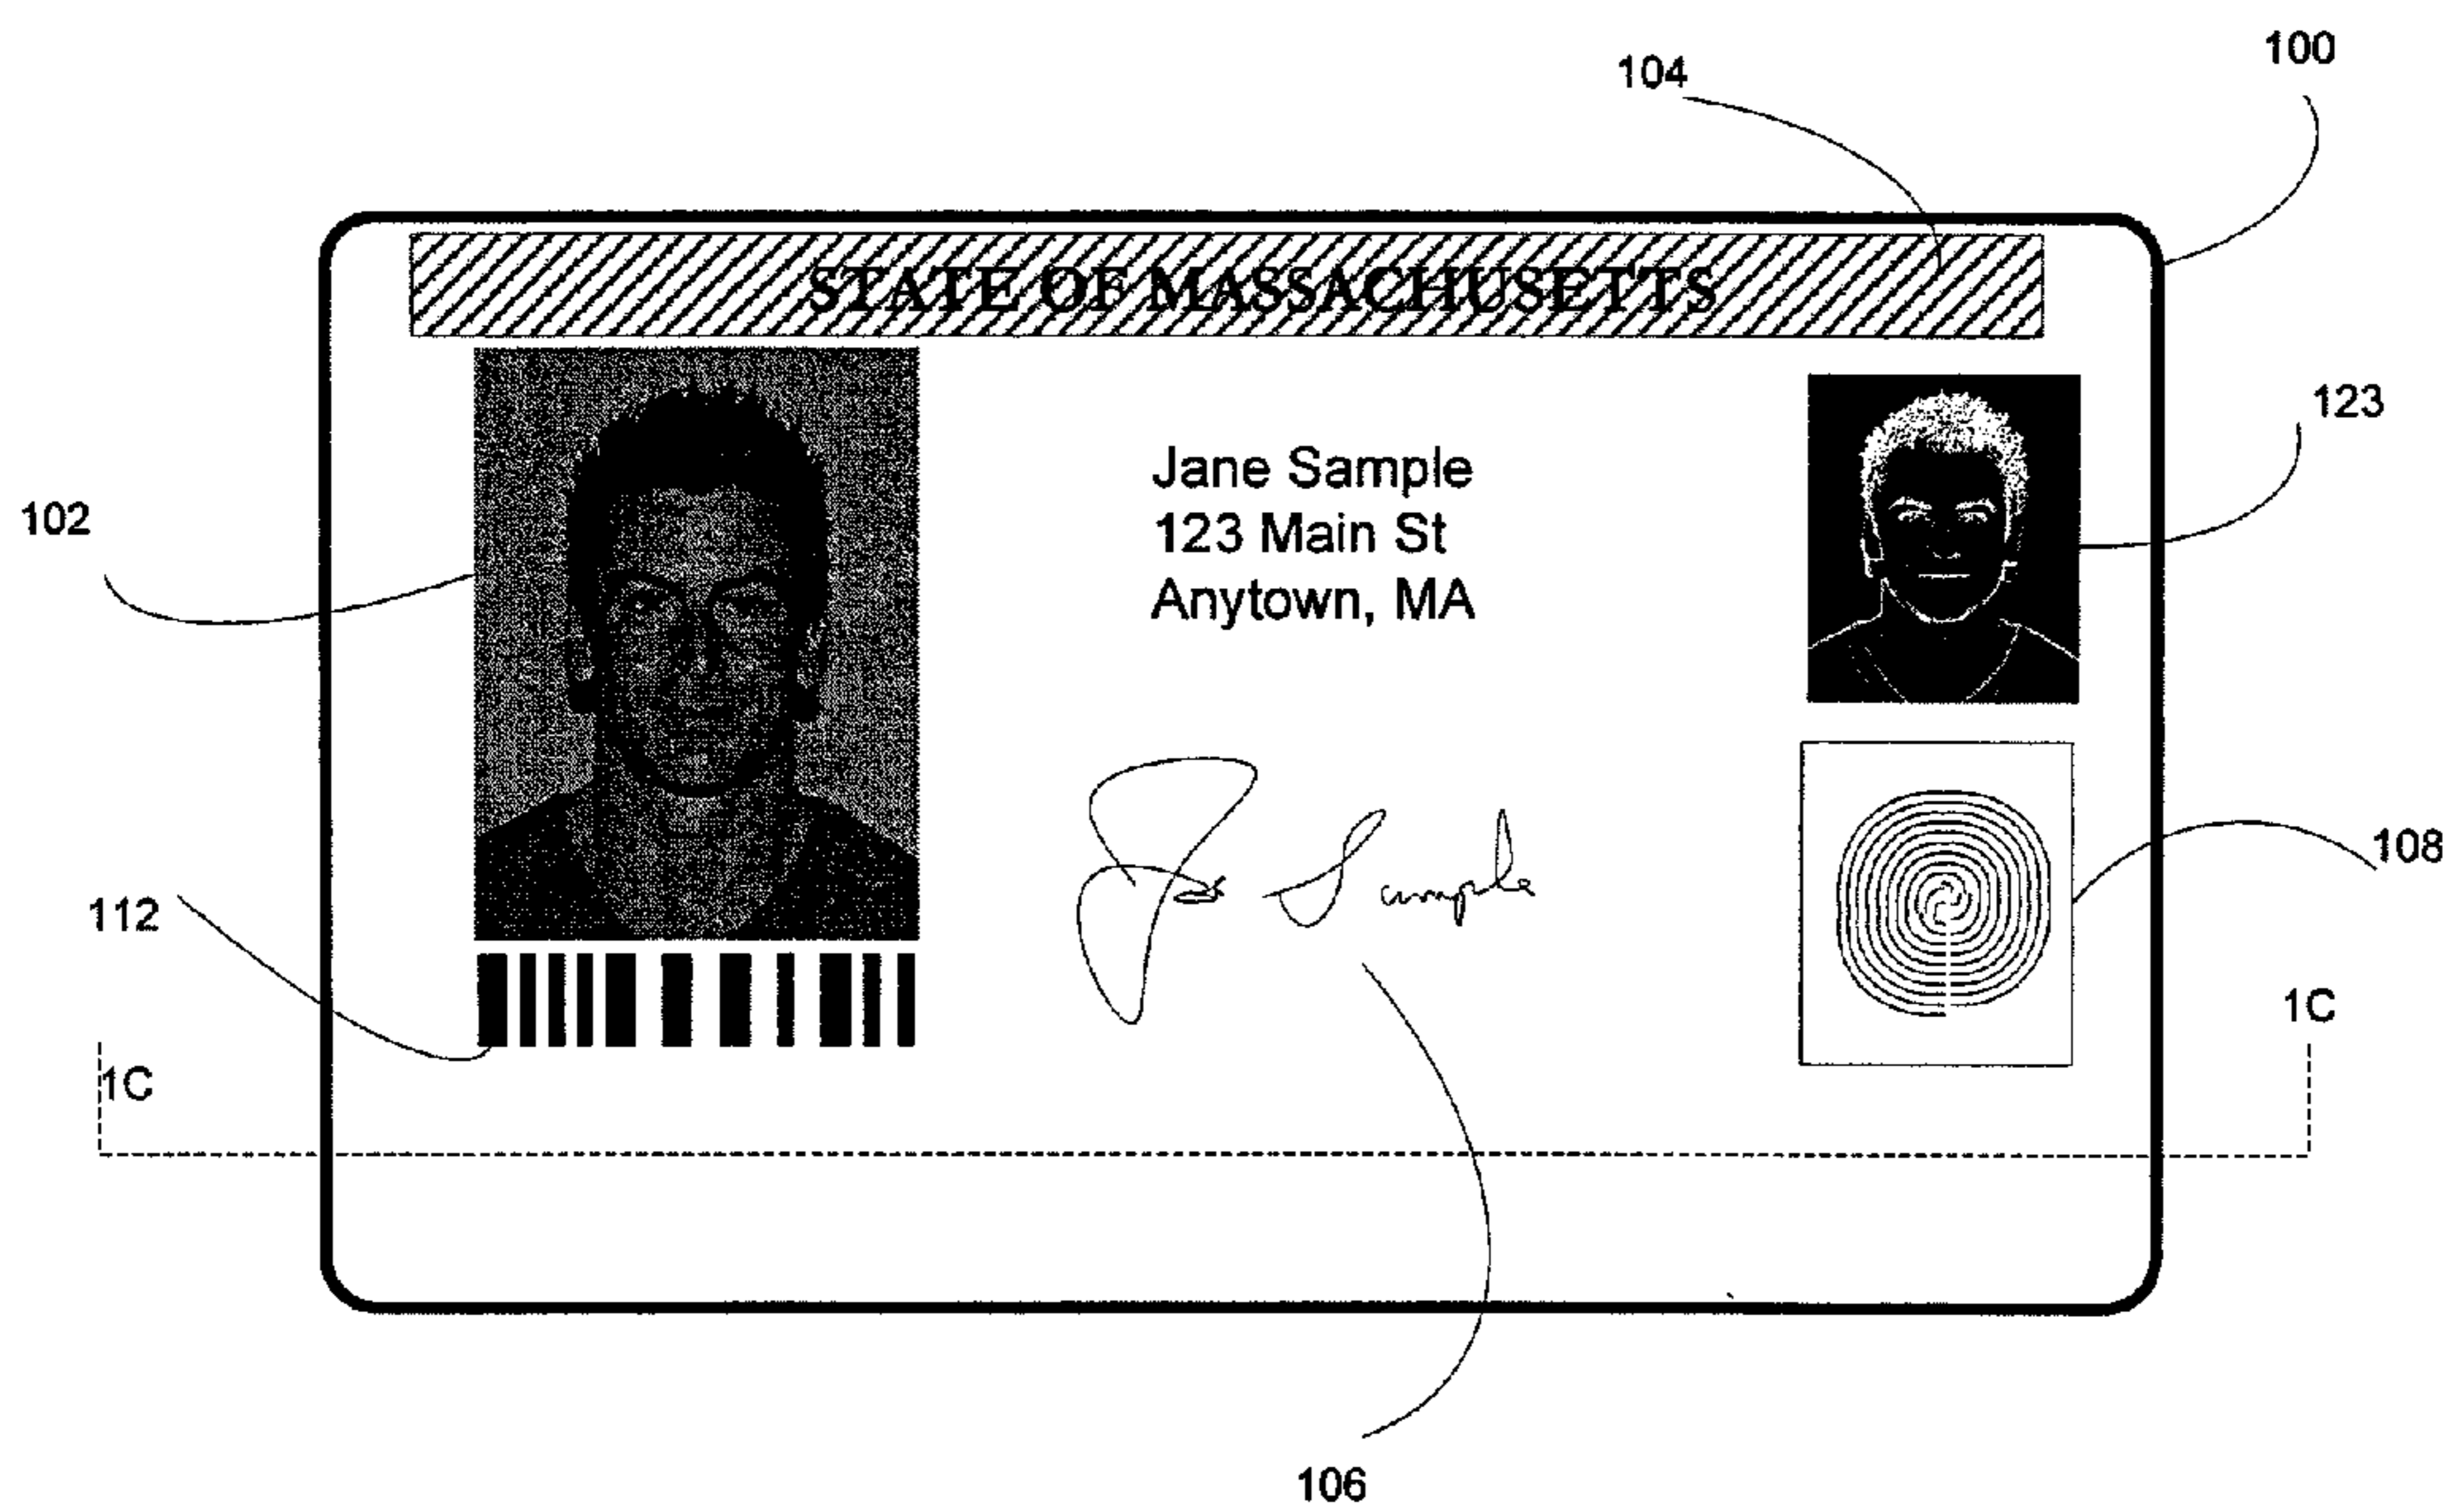 100
104
STATE OF MASSACHUSETTS
123
Jane Sample
123 Main St
Anytown, MA
102
108
112
Sample
1C
1C
106